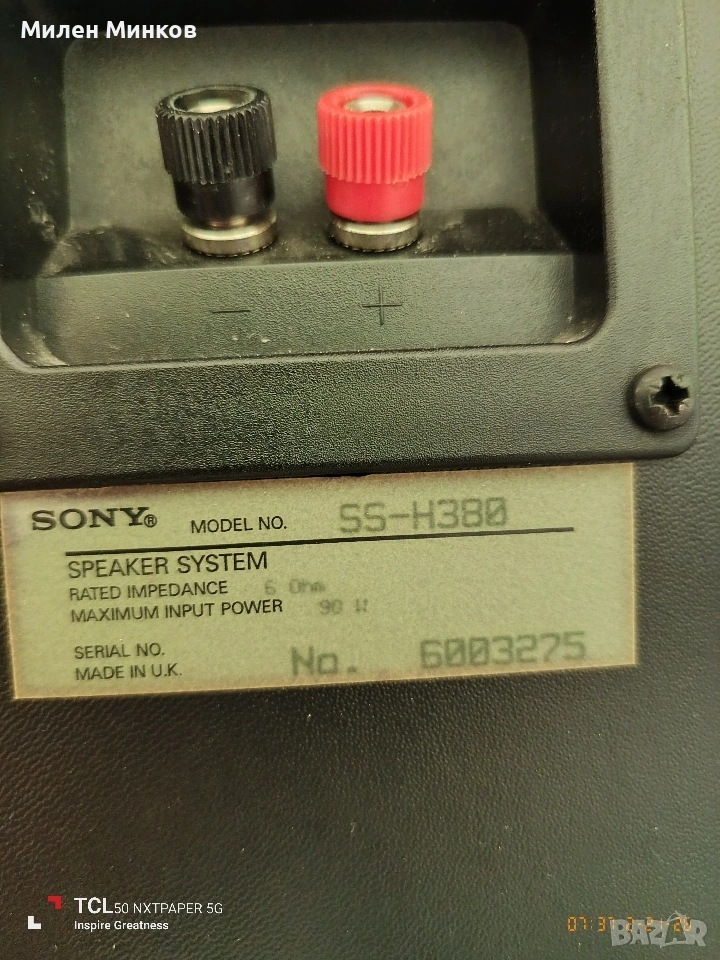 Милен Минков
− +
SONY® MODEL NO. SS-H380
SPEAKER SYSTEM
RATED IMPEDANCE 6 Ohm
MAXIMUM INPUT POWER 90 W
SERIAL NO. No. 6003275
MADE IN U.K.
TCL 50 NXTPAPER 5G
Inspire Greatness
BAZAR